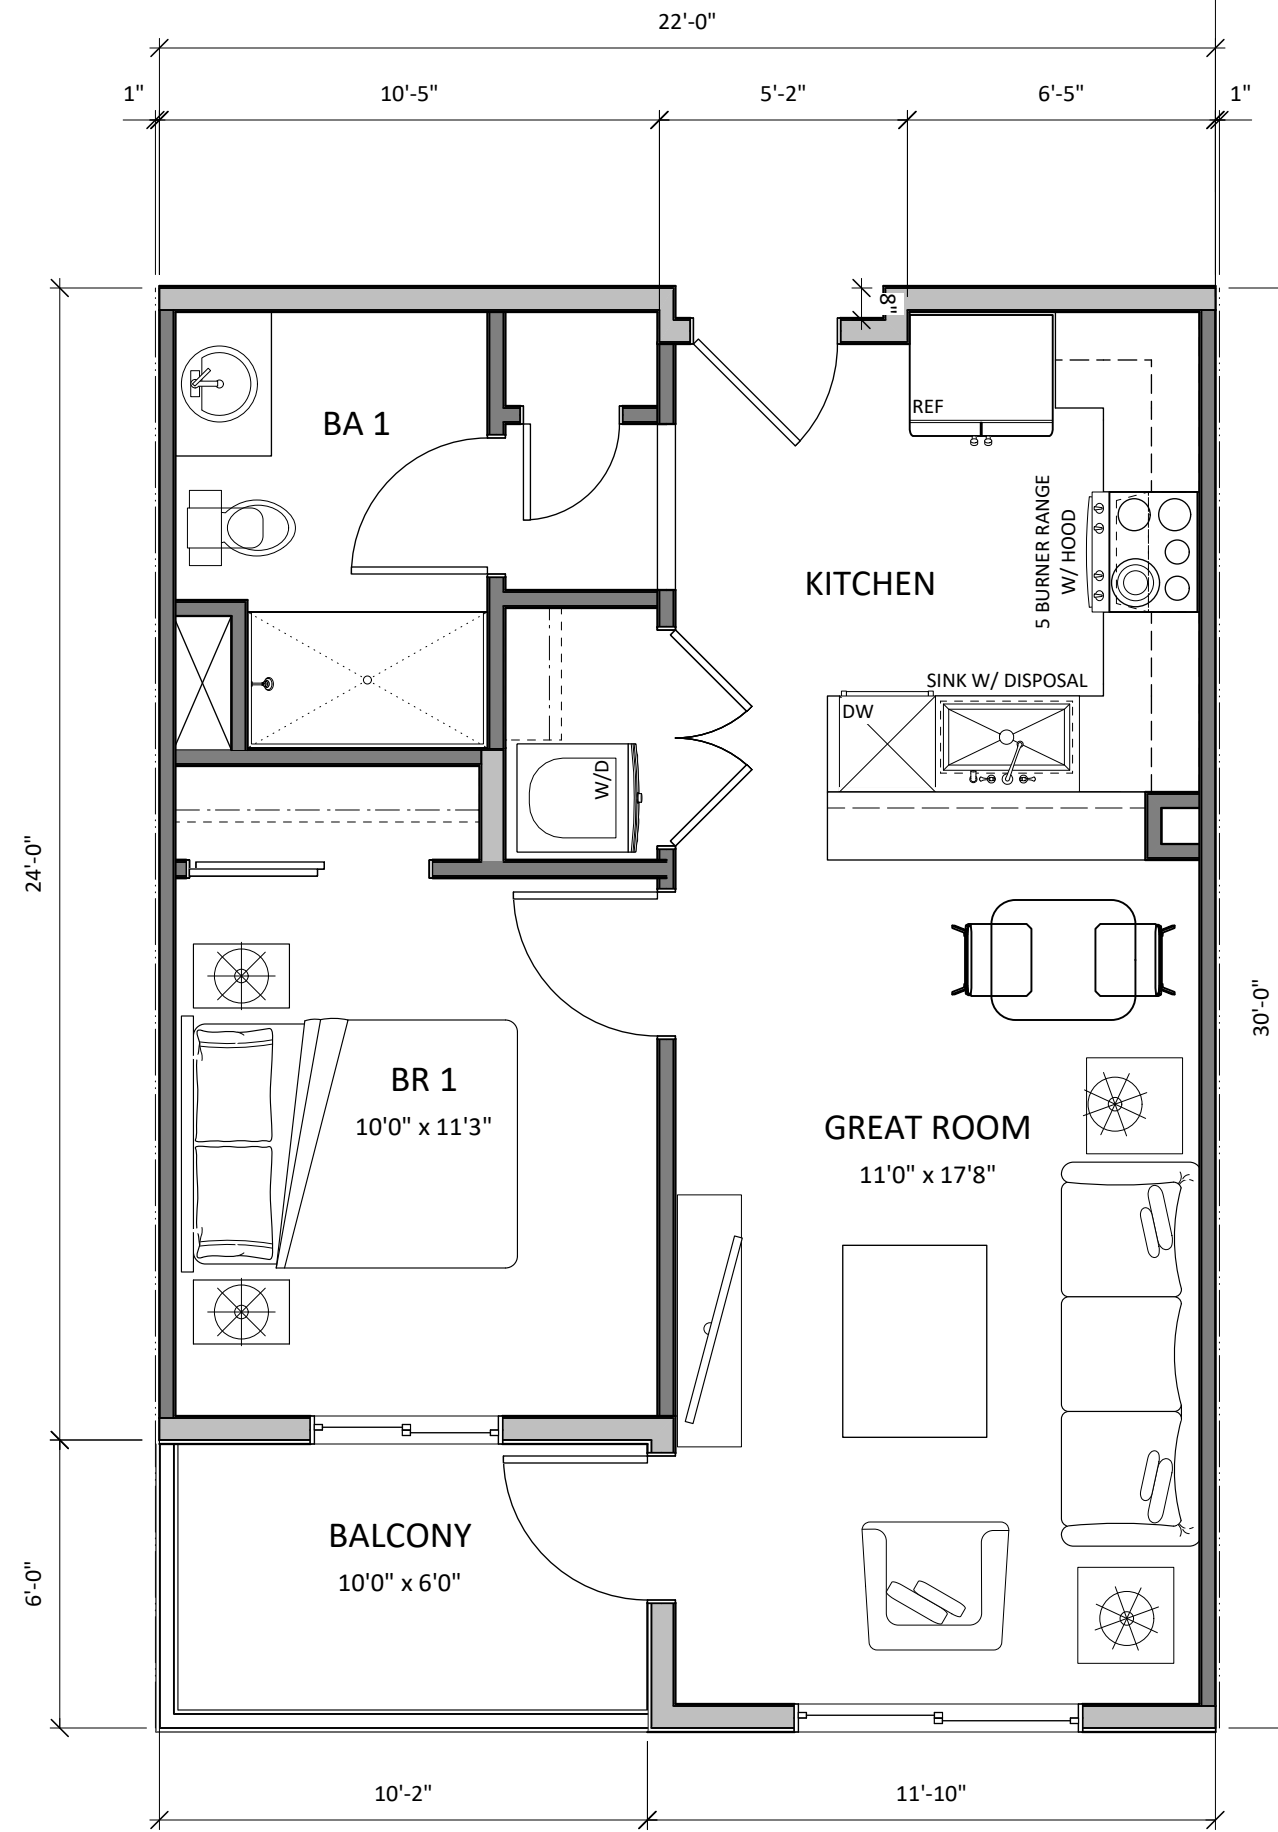 22'-0"
1"
10'-5"
5'-2"
6'-5"
1"
8"
REF
BA 1
5 BURNER RANGE
W/ HOOD
KITCHEN
SINK W/ DISPOSAL
DW
W/D
24'-0"
30'-0"
BR 1
10'0" x 11'3"
GREAT ROOM
11'0" x 17'8"
BALCONY
10'0" x 6'0"
6'-0"
10'-2"
11'-10"